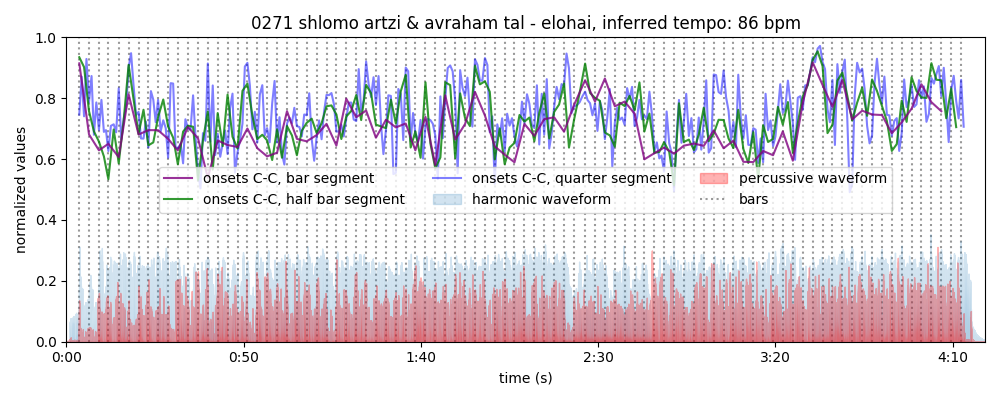 0271 shlomo artzi & avraham tal - elohai, inferred tempo: 86 bpm
1.0
0.8
0.6
0.4
0.2
0.0
normalized values
onsets C-C, bar segment
onsets C-C, half bar segment
onsets C-C, quarter segment
harmonic waveform
percussive waveform
bars
0:00 0:50 1:40 2:30 3:20 4:10
time (s)